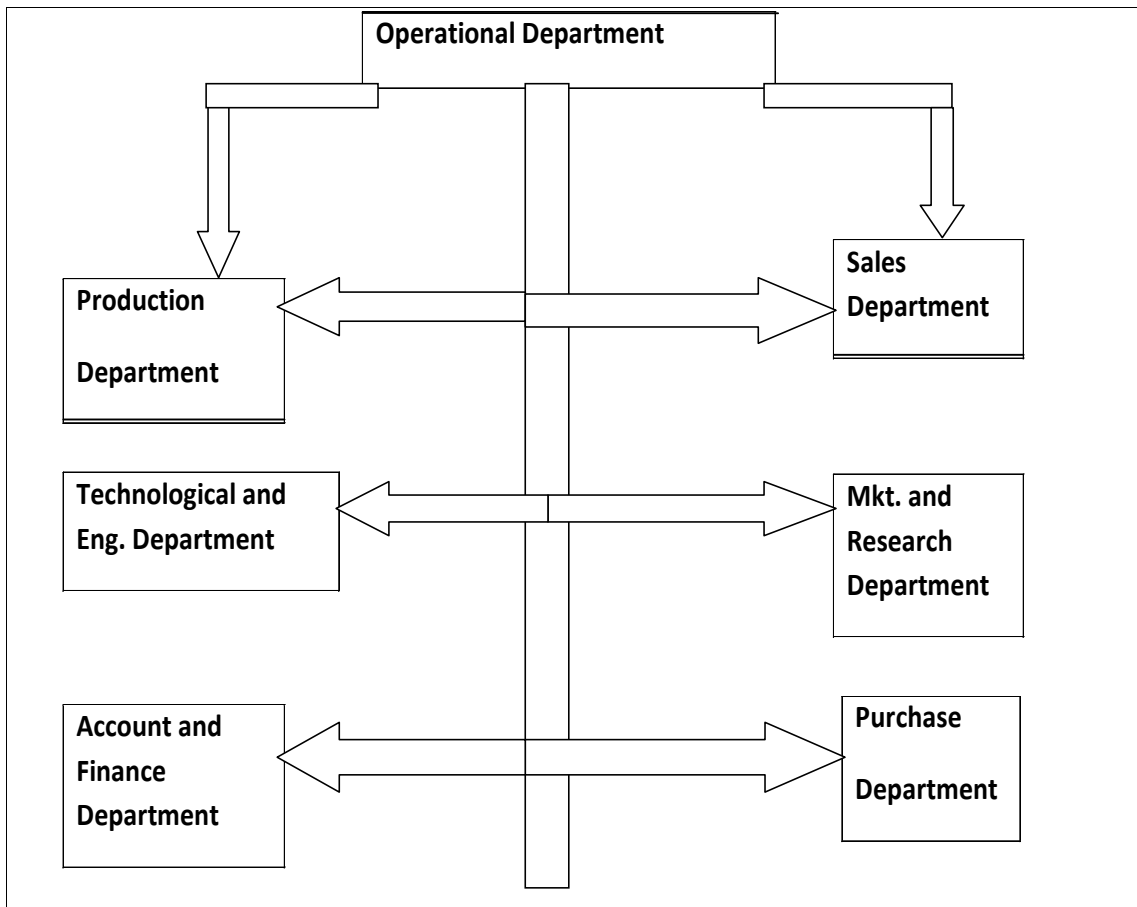 Operational Department
Sales
Department
Production
Department
Technological and
Eng. Department
Mkt. and
Research
Department
Account and
Finance
Department
Purchase
Department